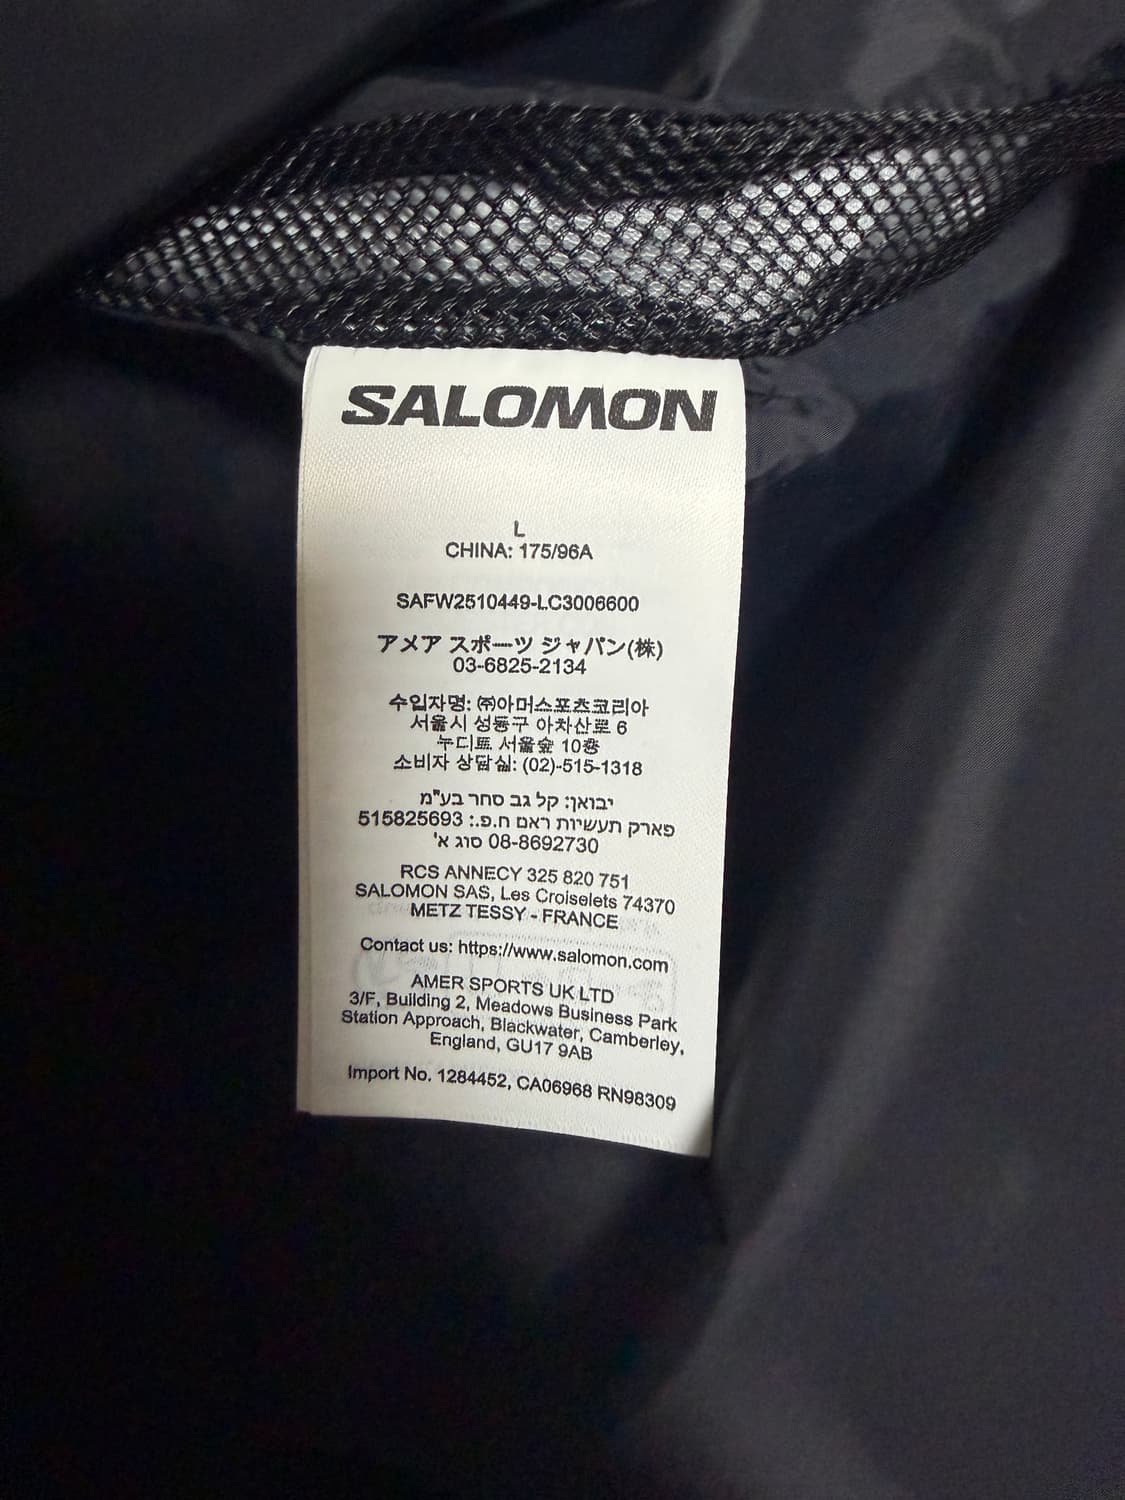 SALOMON
L
CHINA: 175/96A
SAFW2510449-LC3006600
アメア スポーツ ジャパン(株)
03-6825-2134
수입자명: ㈜아머스포츠코리아
서울시 성동구 아차산로 6
누디트 서울숲 10층
소비자 상담실: (02)-515-1318
יבואן: קל גב סחר בע"מ
פארק תעשיות ראם ח.פ.: 515825693
08-8692730 סוג א'
RCS ANNECY 325 820 751
SALOMON SAS, Les Croiselets 74370
METZ TESSY - FRANCE
Contact us: https://www.salomon.com
AMER SPORTS UK LTD
3/F, Building 2, Meadows Business Park
Station Approach, Blackwater, Camberley,
England, GU17 9AB
Import No. 1284452, CA06968 RN98309